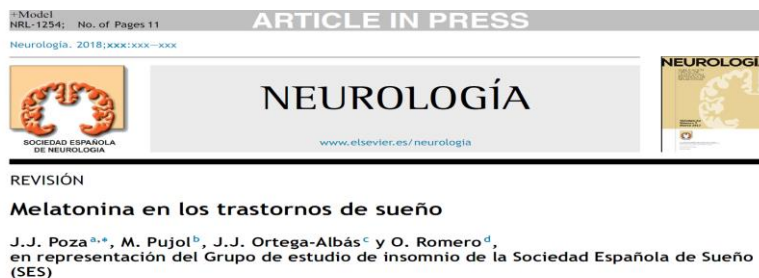 +Model
NRL-1254; No. of Pages 11
ARTICLE IN PRESS
Neurología. 2018;xxx:xxx—xxx
SOCIEDAD ESPAÑOLA
DE NEUROLOGÍA
NEUROLOGÍA
www.elsevier.es/neurologia
NEUROLOGÍA
REVISIÓN
Melatonina en los trastornos de sueño
J.J. Poza a,*, M. Pujol b, J.J. Ortega-Albás c y O. Romero d,
en representación del Grupo de estudio de insomnio de la Sociedad Española de Sueño
(SES)